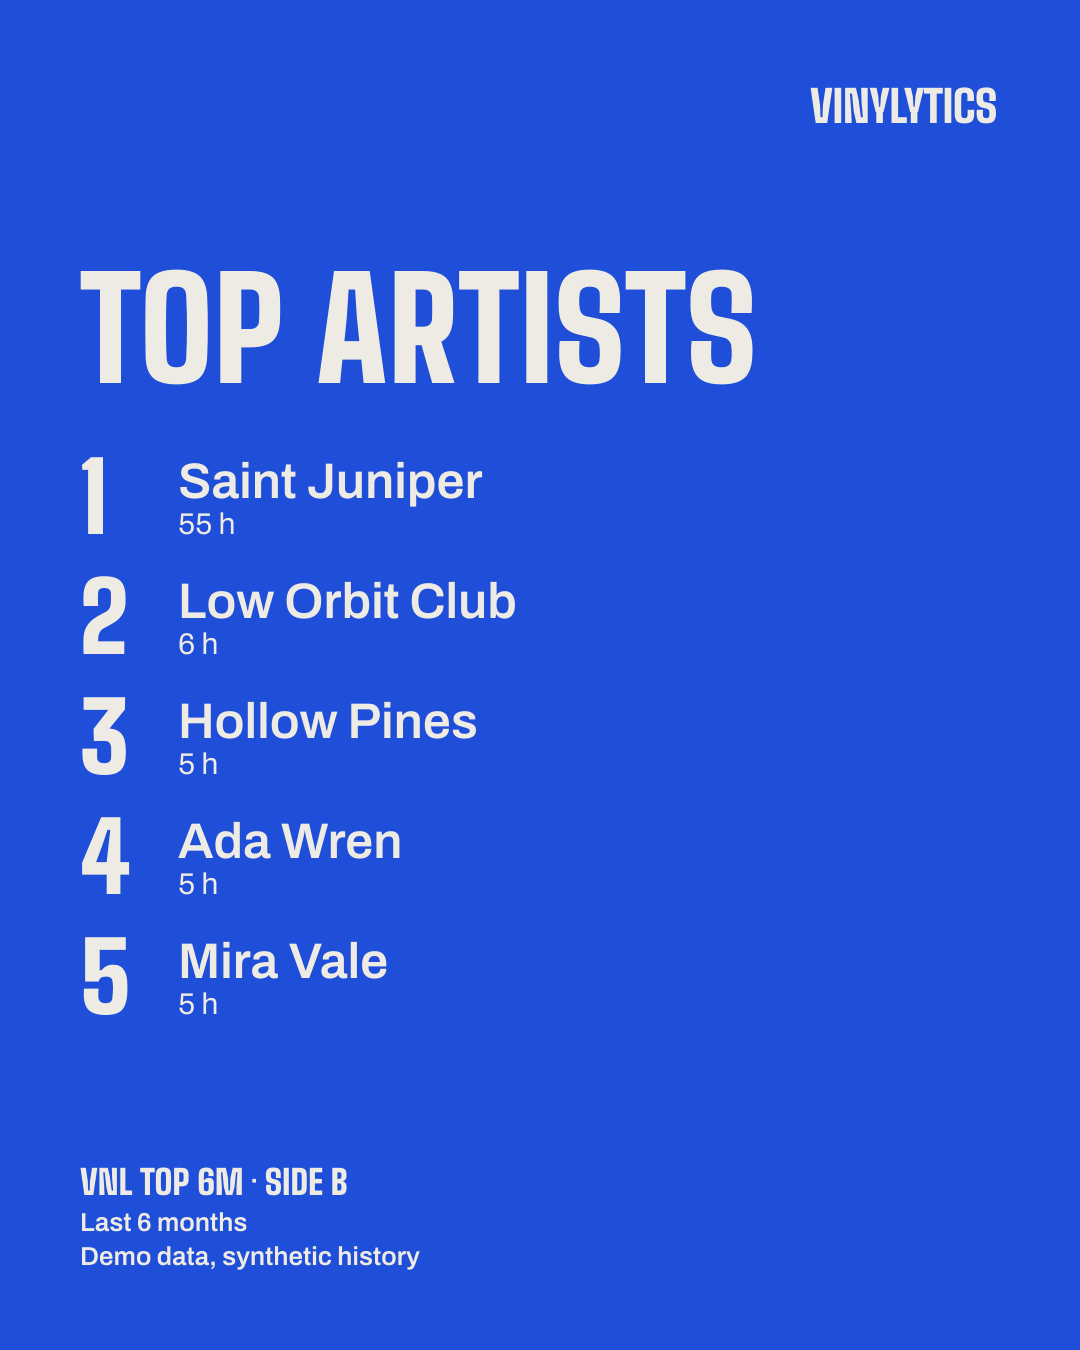 VINYLYTICS
TOP ARTISTS
1 Saint Juniper
55 h
2 Low Orbit Club
6 h
3 Hollow Pines
5 h
4 Ada Wren
5 h
5 Mira Vale
5 h
VNL TOP 6M · SIDE B
Last 6 months
Demo data, synthetic history